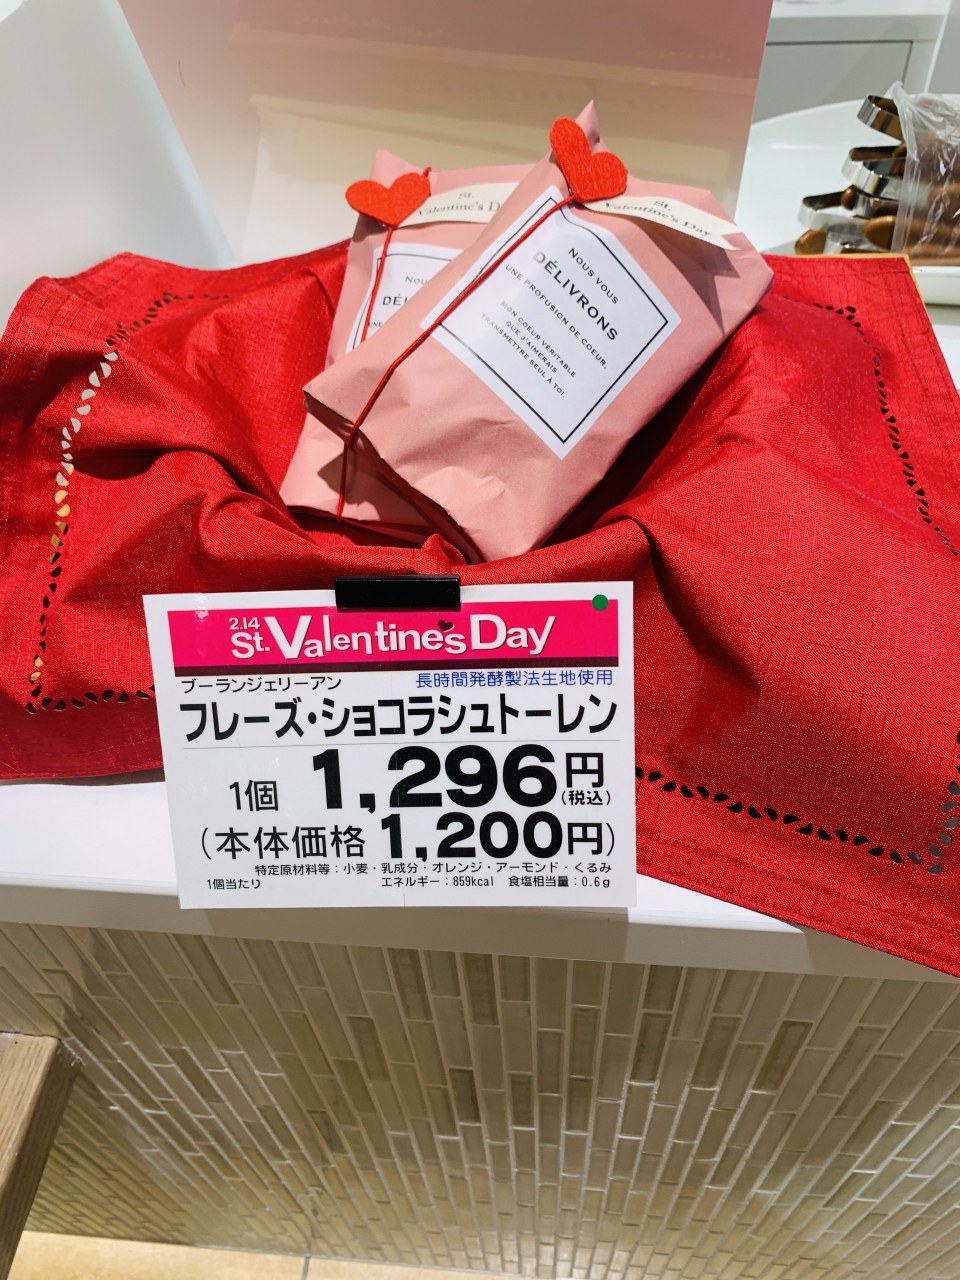 St.
Valentine's Day
St.
Valentine's D
Nous vous
DÉLIVRONS
UNE PROFUSION DE COEUR.
MON COEUR VÉRITABLE
QUE J'AIMERAIS
TRANSMETTRE SEUL À TOI.
2.14
St. Valentine's Day
ブーランジェリーアン
長時間発酵製法生地使用
フレーズ・ショコラシュトーレン
1個 1,296円(税込)
(本体価格1,200円)
特定原材料等:小麦・乳成分・オレンジ・アーモンド・くるみ
1個当たり エネルギー:859kcal 食塩相当量:0.6g